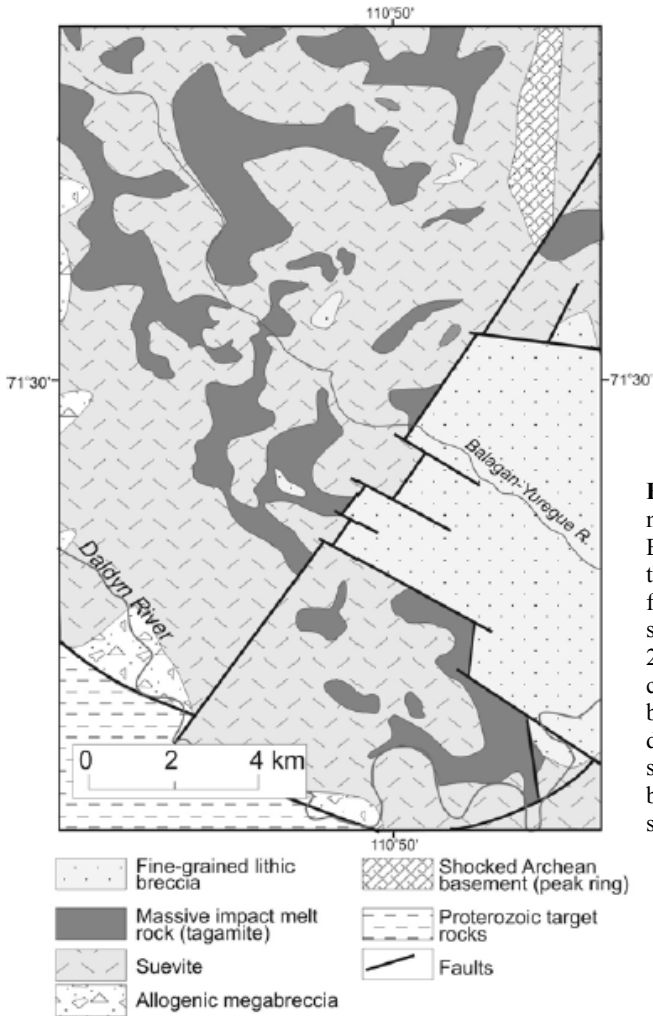 110°50'
71°30'
71°30'
Balagan-Yuregue R.
Daldyn River
0 2 4 km
110°50'
Fine-grained lithic
breccia
Massive impact melt
rock (tagamite)
Suevite
Allogenic megabreccia
Shocked Archean
basement (peak ring)
Proterozoic target
rocks
Faults